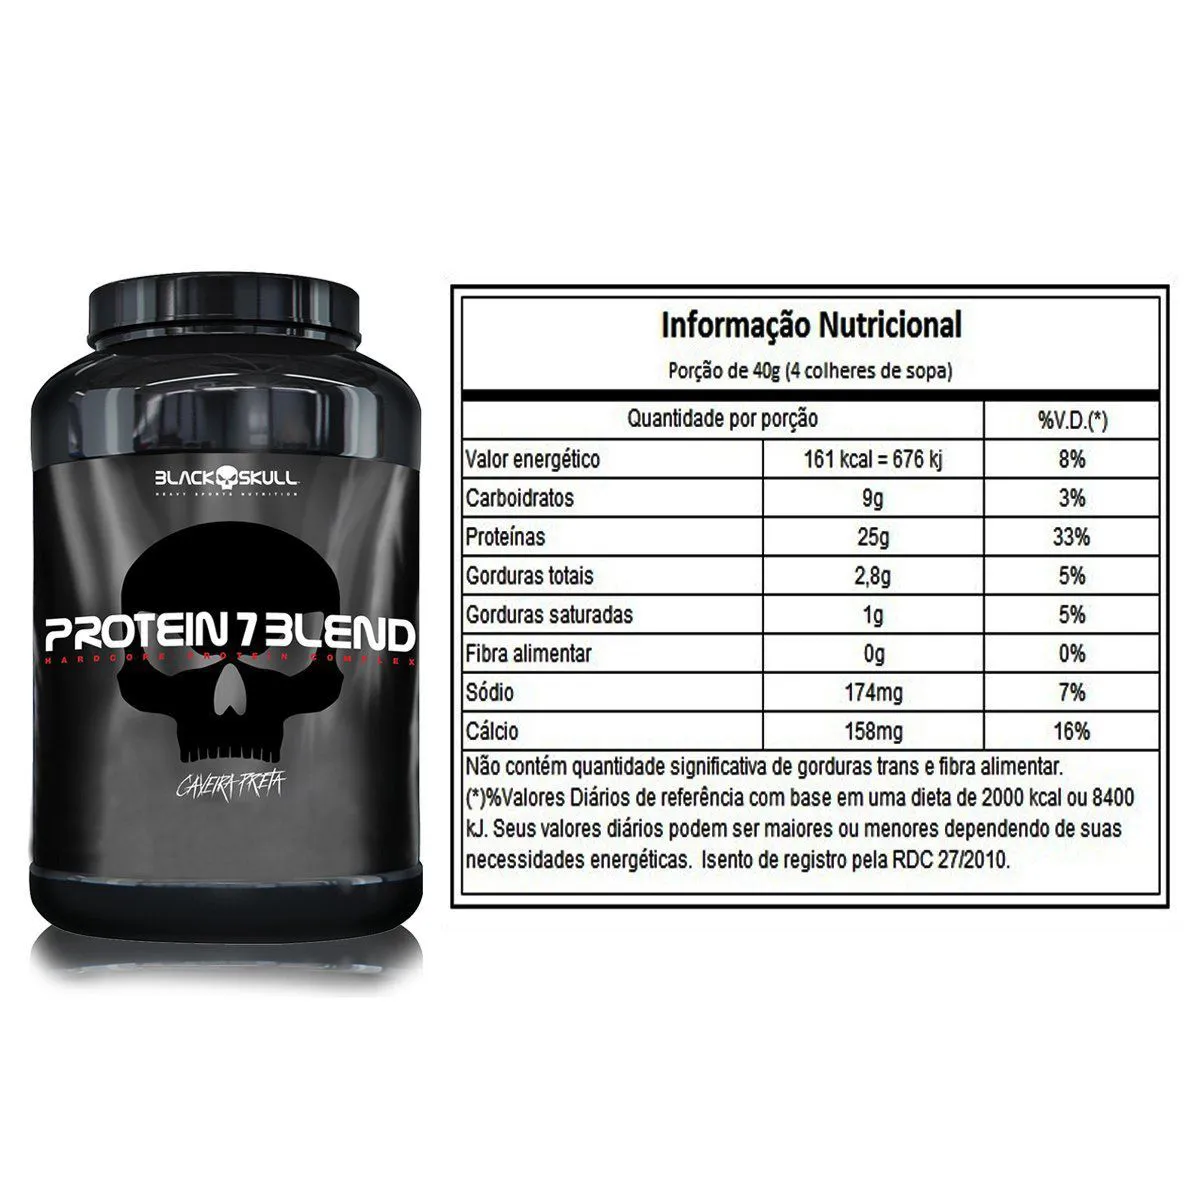 BLACK SKULL
HEAVY SPORTS NUTRITION
PROTEIN 7 BLEND
HARDCORE PROTEIN COMPLEX
CAVEIRA PRETA
Informação Nutricional
Porção de 40g (4 colheres de sopa)
Quantidade por porção %V.D.(*)
Valor energético 161 kcal = 676 kj 8%
Carboidratos 9g 3%
Proteínas 25g 33%
Gorduras totais 2,8g 5%
Gorduras saturadas 1g 5%
Fibra alimentar 0g 0%
Sódio 174mg 7%
Cálcio 158mg 16%
Não contém quantidade significativa de gorduras trans e fibra alimentar.
(*)%Valores Diários de referência com base em uma dieta de 2000 kcal ou 8400
kJ. Seus valores diários podem ser maiores ou menores dependendo de suas
necessidades energéticas. Isento de registro pela RDC 27/2010.